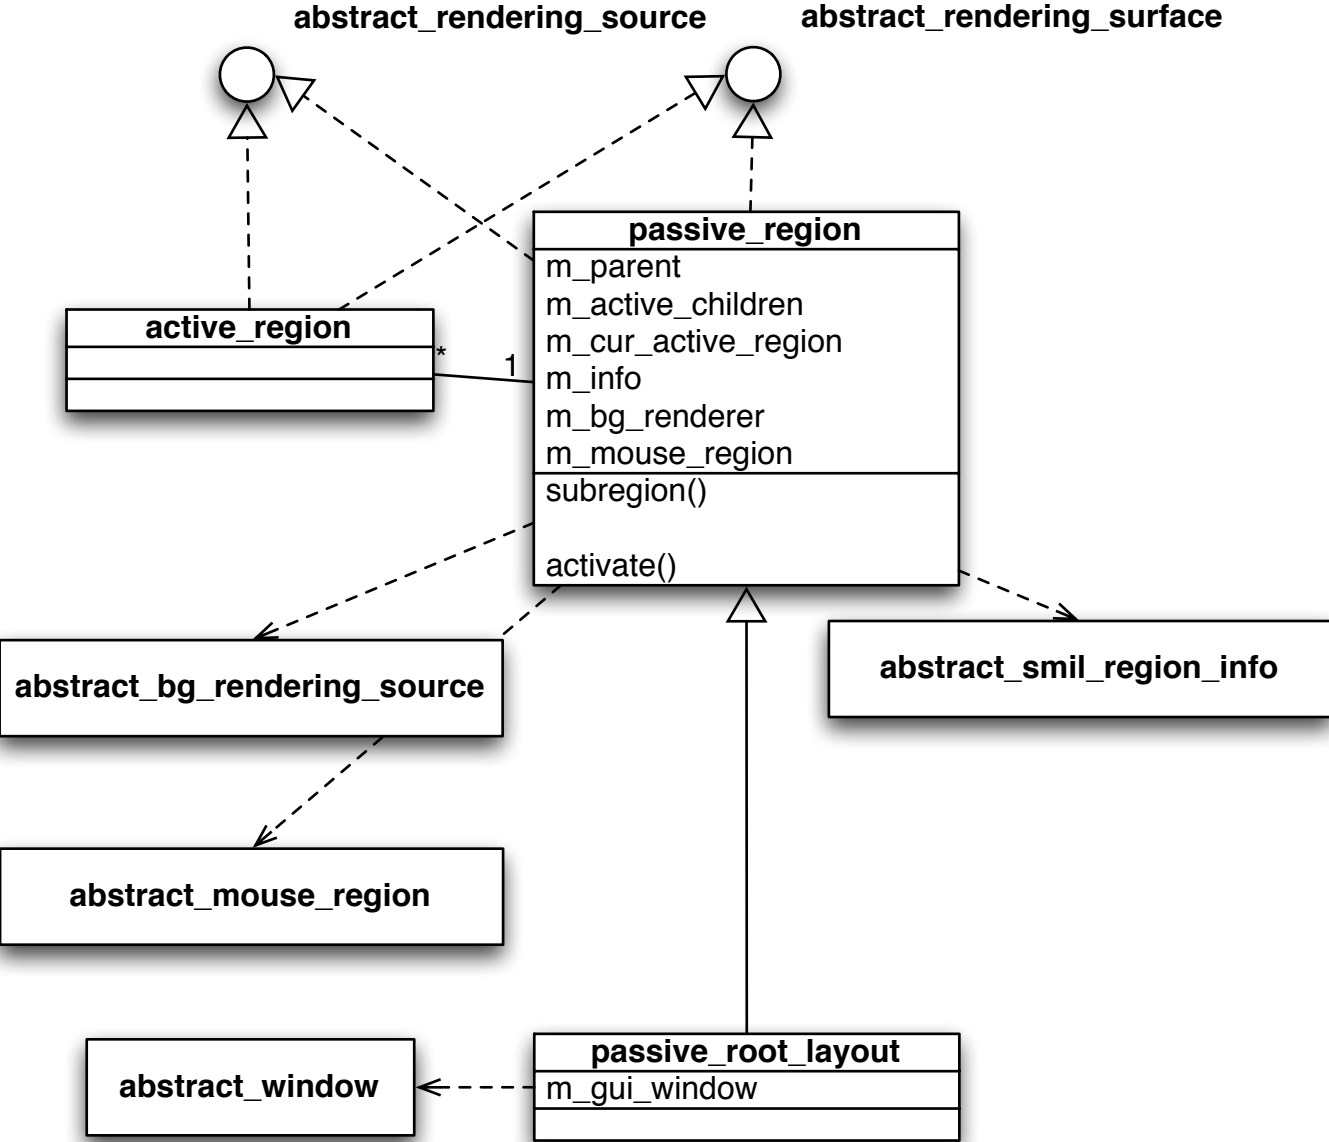 abstract_rendering_source
abstract_rendering_surface
passive_region
m_parent
m_active_children
m_cur_active_region
m_info
m_bg_renderer
m_mouse_region
subregion()
activate()
active_region
*
1
abstract_bg_rendering_source
abstract_smil_region_info
abstract_mouse_region
abstract_window
passive_root_layout
m_gui_window